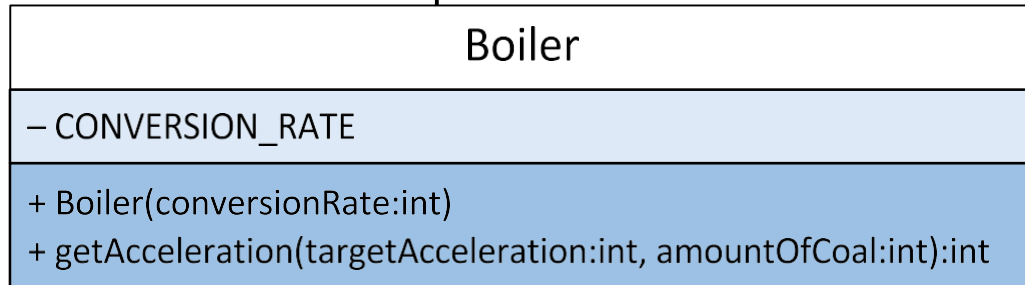 Boiler
– CONVERSION_RATE
+ Boiler(conversionRate:int)
+ getAcceleration(targetAcceleration:int, amountOfCoal:int):int